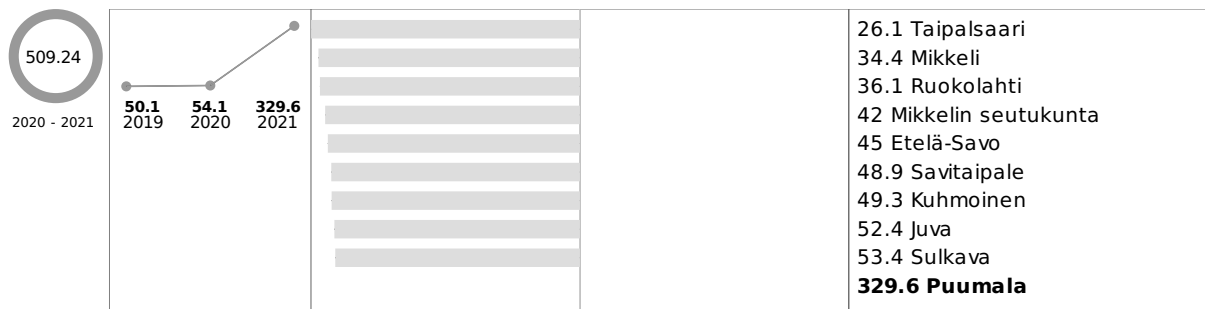 509.24
2020 - 2021
50.1 54.1 329.6
2019 2020 2021
26.1 Taipalsaari
34.4 Mikkeli
36.1 Ruokolahti
42 Mikkelin seutukunta
45 Etelä-Savo
48.9 Savitaipale
49.3 Kuhmoinen
52.4 Juva
53.4 Sulkava
329.6 Puumala